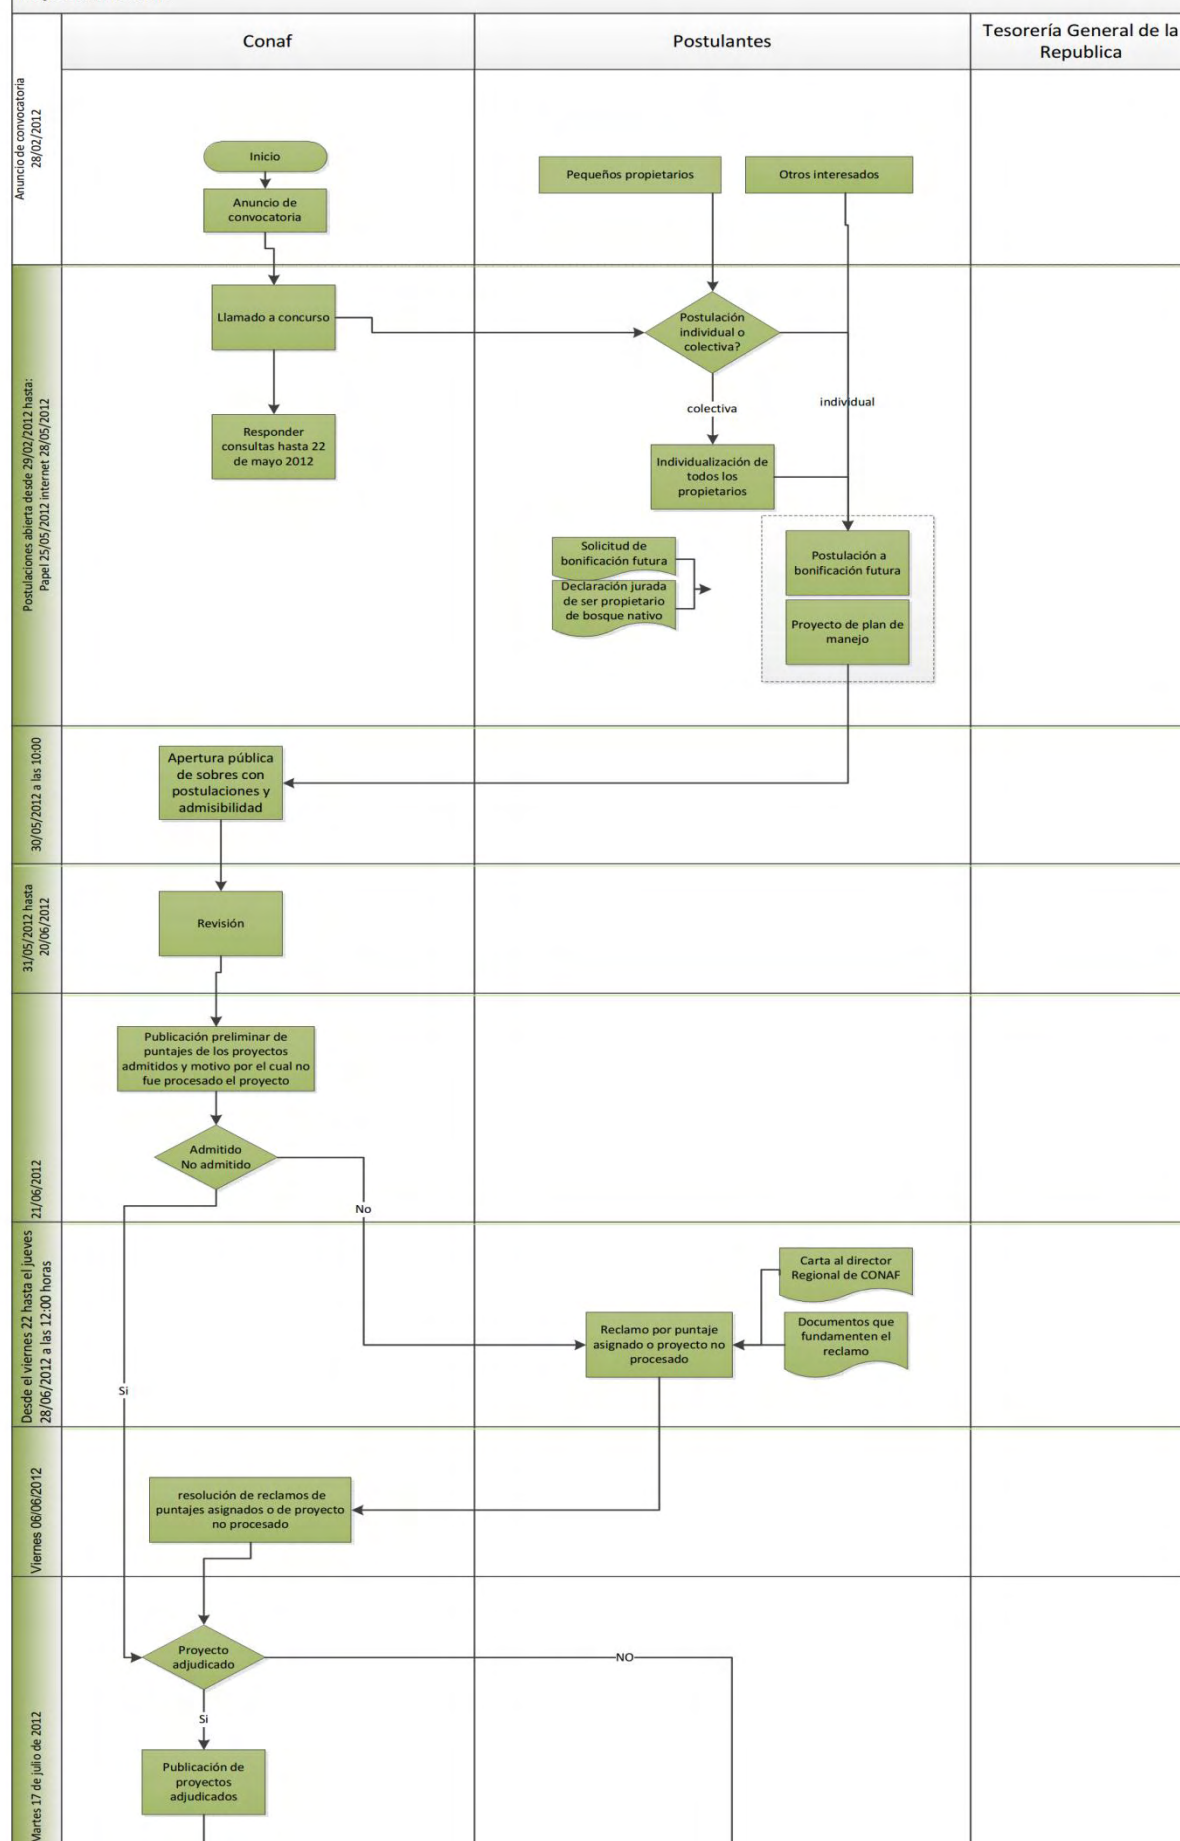 Conaf
Postulantes
Tesorería General de la
Republica
Anuncio de convocatoria
28/02/2012
Inicio
Anuncio de
convocatoria
Pequeños propietarios
Otros interesados
Postulaciones abierta desde 29/02/2012 hasta:
Papel 25/05/2012 internet 28/05/2012
Llamado a concurso
Postulación
individual o
colectiva?
colectiva
individual
Responder
consultas hasta 22
de mayo 2012
Individualización de
todos los
propietarios
Solicitud de
bonificación futura
Declaración jurada
de ser propietario
de bosque nativo
Postulación a
bonificación futura
Proyecto de plan de
manejo
30/05/2012 a las 10:00
Apertura pública
de sobres con
postulaciones y
admisibilidad
31/05/2012 hasta
20/06/2012
Revisión
21/06/2012
Publicación preliminar de
puntajes de los proyectos
admitidos y motivo por el cual no
fue procesado el proyecto
Admitido
No admitido
No
Desde el viernes 22 hasta el jueves
28/06/2012 a las 12:00 horas
Carta al director
Regional de CONAF
Reclamo por puntaje
asignado o proyecto no
procesado
Documentos que
fundamenten el
reclamo
Si
Viernes 06/06/2012
resolución de reclamos de
puntajes asignados o de proyecto
no procesado
Martes 17 de julio de 2012
Proyecto
adjudicado
NO
Si
Publicación de
proyectos
adjudicados